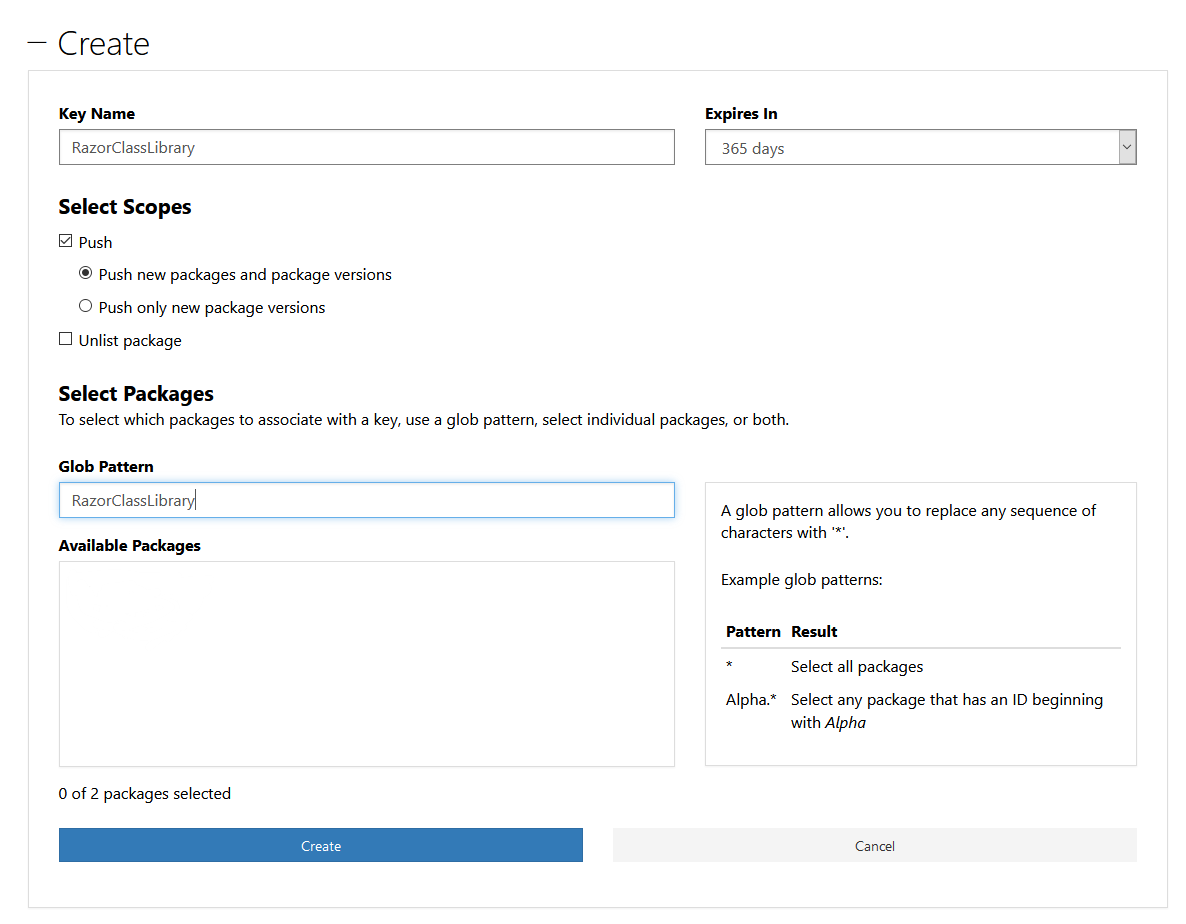 Create
Key Name
RazorClassLibrary
Expires In
365 days
Select Scopes
Push
Push new packages and package versions
Push only new package versions
Unlist package
Select Packages
To select which packages to associate with a key, use a glob pattern, select individual packages, or both.
Glob Pattern
RazorClassLibrary
Available Packages
0 of 2 packages selected
A glob pattern allows you to replace any sequence of
characters with '*'.
Example glob patterns:
Pattern Result
* Select all packages
Alpha.* Select any package that has an ID beginning
with Alpha
Create
Cancel